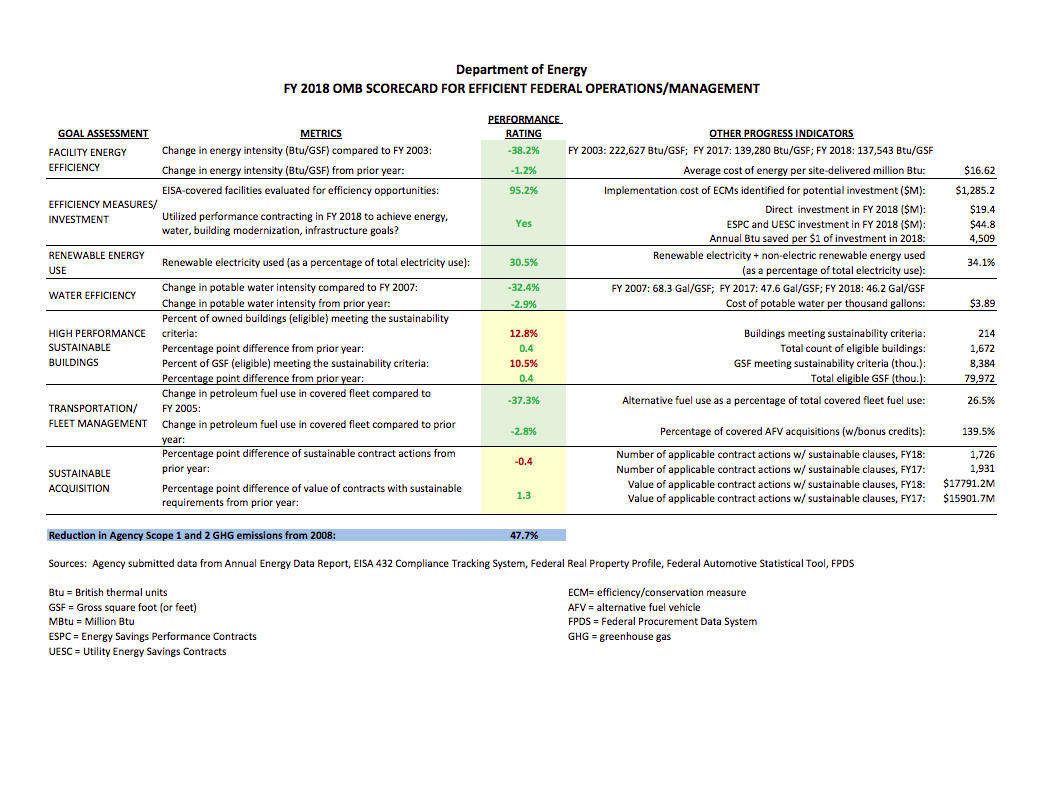 Department of Energy
FY 2018 OMB SCORECARD FOR EFFICIENT FEDERAL OPERATIONS/MANAGEMENT
GOAL ASSESSMENT METRICS PERFORMANCE RATING OTHER PROGRESS INDICATORS
FACILITY ENERGY EFFICIENCY
Change in energy intensity (Btu/GSF) compared to FY 2003: -38.2% FY 2003: 222,627 Btu/GSF; FY 2017: 139,280 Btu/GSF; FY 2018: 137,543 Btu/GSF
Change in energy intensity (Btu/GSF) from prior year: -1.2% Average cost of energy per site-delivered million Btu: $16.62
EFFICIENCY MEASURES/ INVESTMENT
EISA-covered facilities evaluated for efficiency opportunities: 95.2% Implementation cost of ECMs identified for potential investment ($M): $1,285.2
Utilized performance contracting in FY 2018 to achieve energy,
water, building modernization, infrastructure goals? Yes
Direct investment in FY 2018 ($M): $19.4
ESPC and UESC investment in FY 2018 ($M): $44.8
Annual Btu saved per $1 of investment in 2018: 4,509
RENEWABLE ENERGY USE
Renewable electricity used (as a percentage of total electricity use): 30.5%
Renewable electricity + non-electric renewable energy used
(as a percentage of total electricity use): 34.1%
WATER EFFICIENCY
Change in potable water intensity compared to FY 2007: -32.4% FY 2007: 68.3 Gal/GSF; FY 2017: 47.6 Gal/GSF; FY 2018: 46.2 Gal/GSF
Change in potable water intensity from prior year: -2.9% Cost of potable water per thousand gallons: $3.89
HIGH PERFORMANCE SUSTAINABLE BUILDINGS
Percent of owned buildings (eligible) meeting the sustainability
criteria: 12.8% Buildings meeting sustainability criteria: 214
Percentage point difference from prior year: 0.4 Total count of eligible buildings: 1,672
Percent of GSF (eligible) meeting the sustainability criteria: 10.5% GSF meeting sustainability criteria (thou.): 8,384
Percentage point difference from prior year: 0.4 Total eligible GSF (thou.): 79,972
TRANSPORTATION/ FLEET MANAGEMENT
Change in petroleum fuel use in covered fleet compared to
FY 2005: -37.3% Alternative fuel use as a percentage of total covered fleet fuel use: 26.5%
Change in petroleum fuel use in covered fleet compared to prior
year: -2.8% Percentage of covered AFV acquisitions (w/bonus credits): 139.5%
SUSTAINABLE ACQUISITION
Percentage point difference of sustainable contract actions from
prior year: -0.4
Number of applicable contract actions w/ sustainable clauses, FY18: 1,726
Number of applicable contract actions w/ sustainable clauses, FY17: 1,931
Percentage point difference of value of contracts with sustainable
requirements from prior year: 1.3
Value of applicable contract actions w/ sustainable clauses, FY18: $17791.2M
Value of applicable contract actions w/ sustainable clauses, FY17: $15901.7M
Reduction in Agency Scope 1 and 2 GHG emissions from 2008: 47.7%
Sources: Agency submitted data from Annual Energy Data Report, EISA 432 Compliance Tracking System, Federal Real Property Profile, Federal Automotive Statistical Tool, FPDS
Btu = British thermal units
GSF = Gross square foot (or feet)
MBtu = Million Btu
ESPC = Energy Savings Performance Contracts
UESC = Utility Energy Savings Contracts
ECM= efficiency/conservation measure
AFV = alternative fuel vehicle
FPDS = Federal Procurement Data System
GHG = greenhouse gas